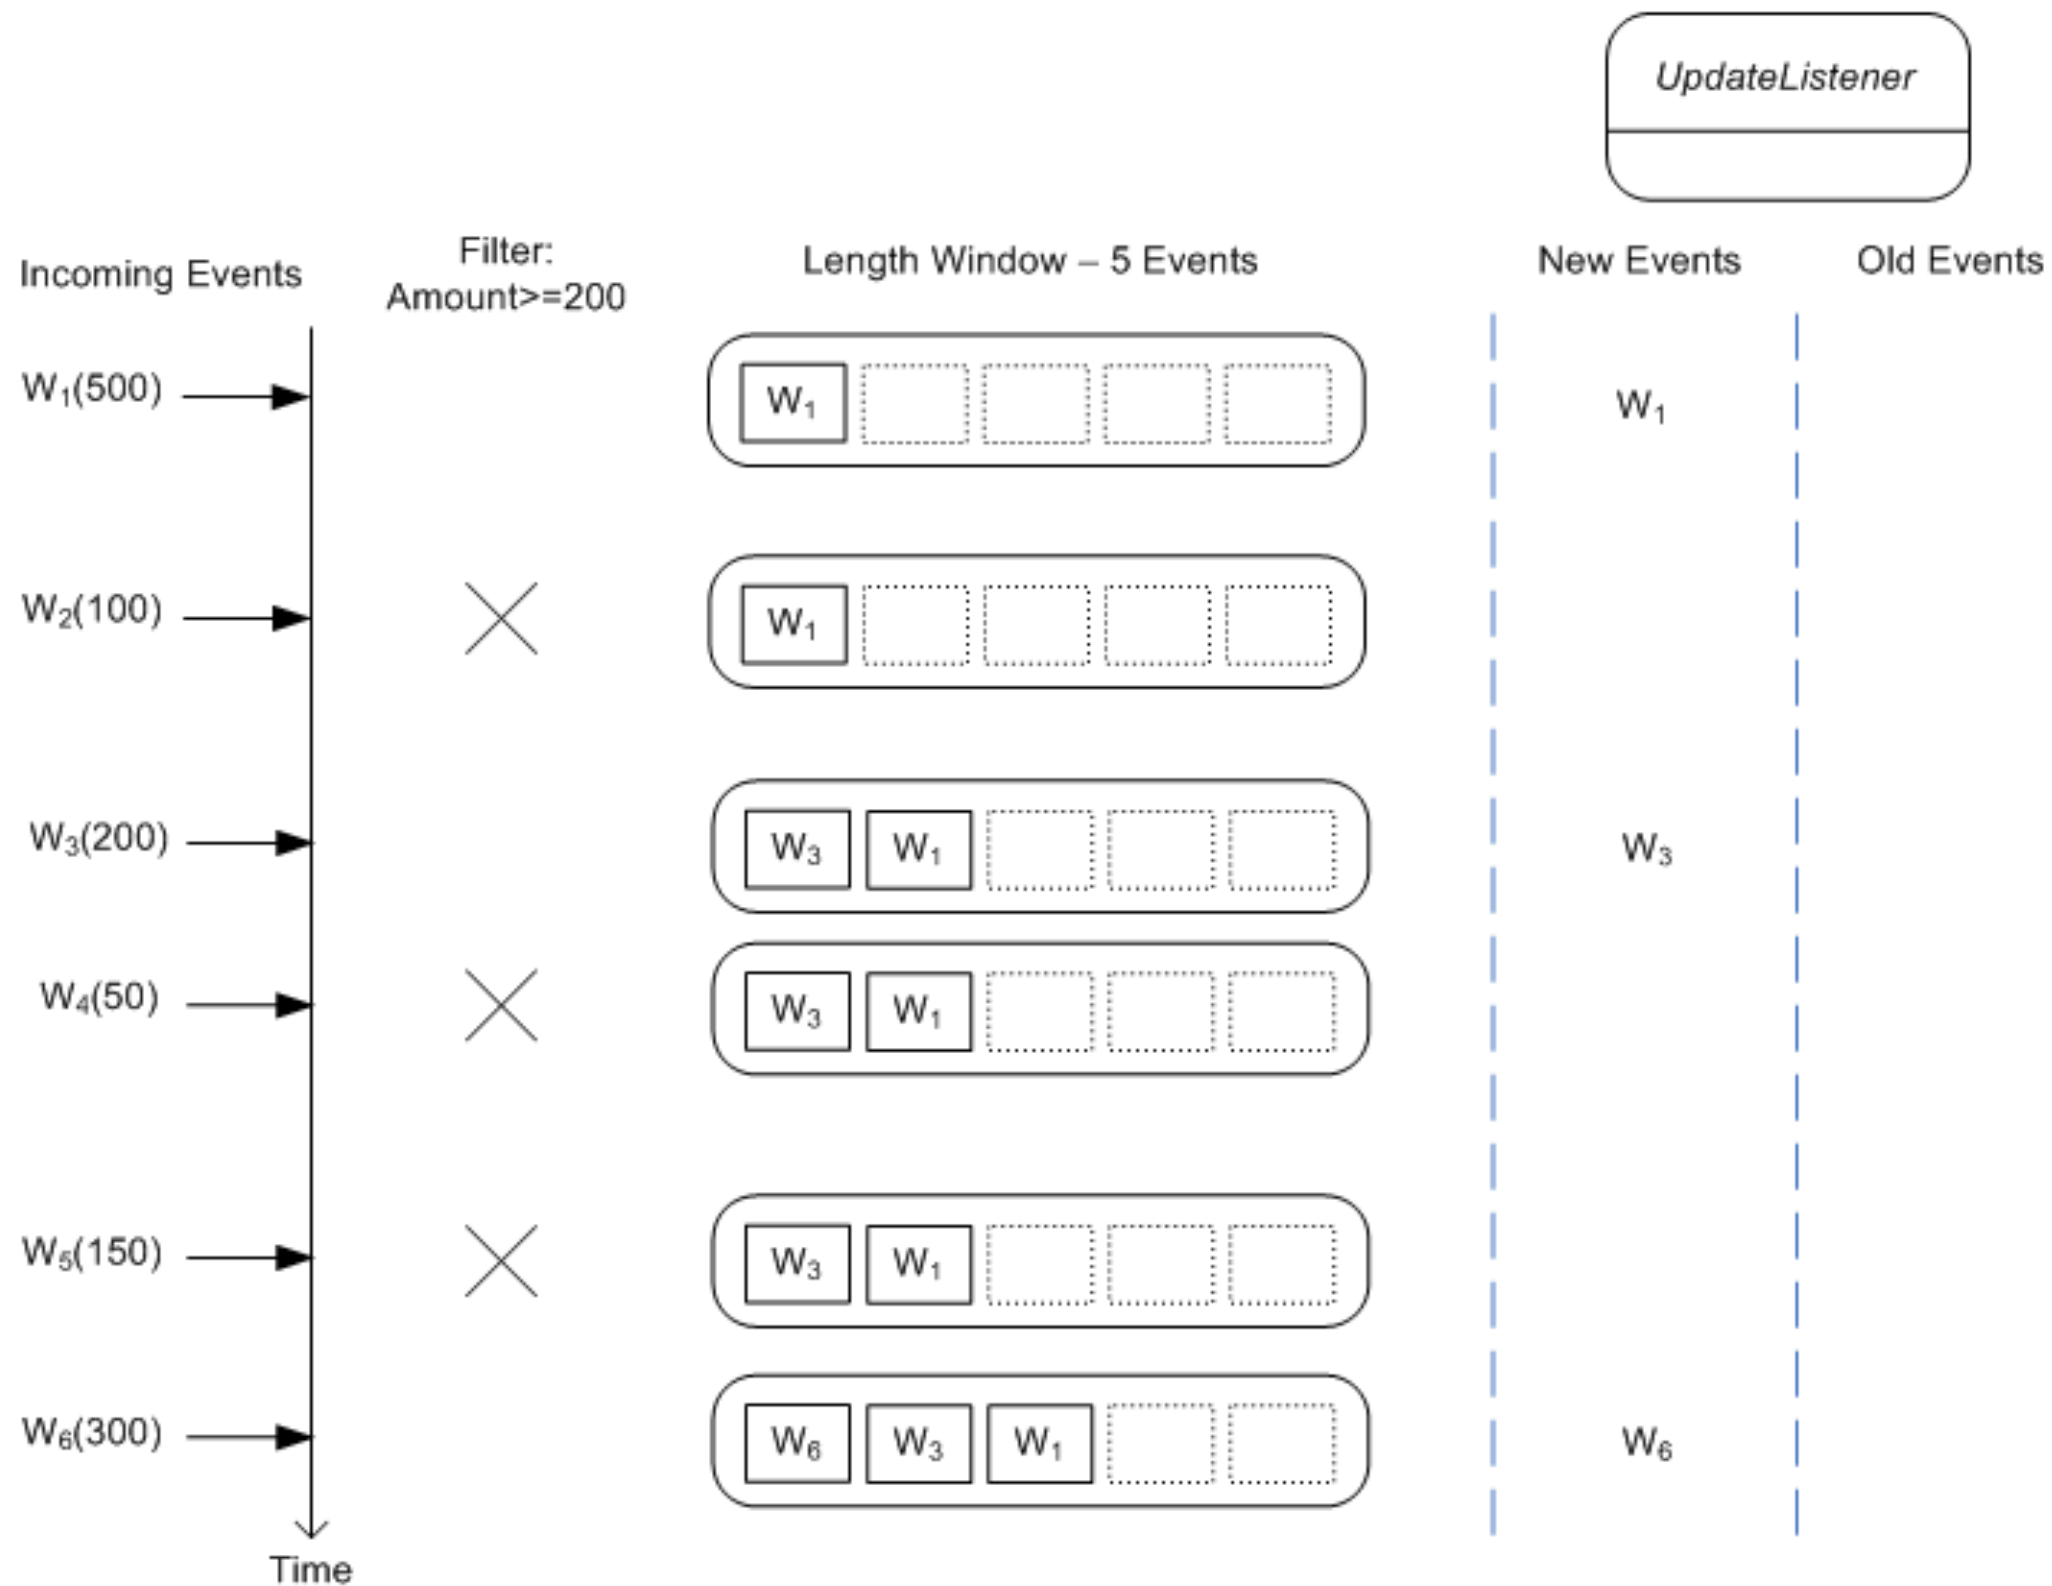 UpdateListener
Incoming Events
Filter:
Amount>=200
Length Window – 5 Events
New Events
Old Events
W₁(500)
W₁
W₁
W₂(100)
W₁
W₃(200)
W₃ W₁
W₃
W₄(50)
W₃ W₁
W₅(150)
W₃ W₁
W₆(300)
W₆ W₃ W₁
W₆
Time